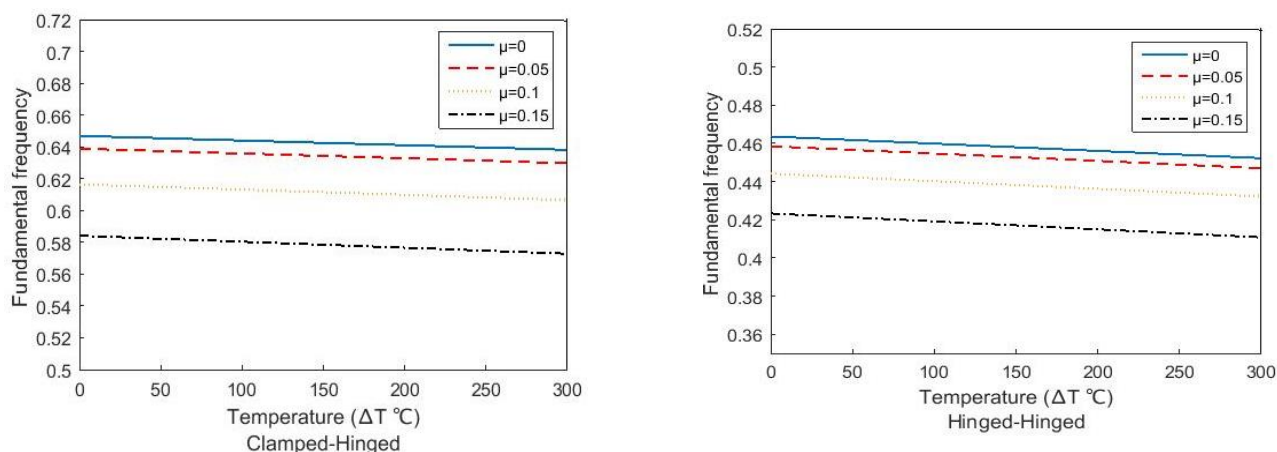 0.72
0.7
0.68
0.66
0.64
0.62
0.6
0.58
0.56
0.54
0.52
0.5
Fundamental frequency
μ=0
μ=0.05
μ=0.1
μ=0.15
0 50 100 150 200 250 300
Temperature (ΔT ℃)
Clamped-Hinged
0.52
0.5
0.48
0.46
0.44
0.42
0.4
0.38
0.36
Fundamental frequency
μ=0
μ=0.05
μ=0.1
μ=0.15
0 50 100 150 200 250 300
Temperature (ΔT ℃)
Hinged-Hinged